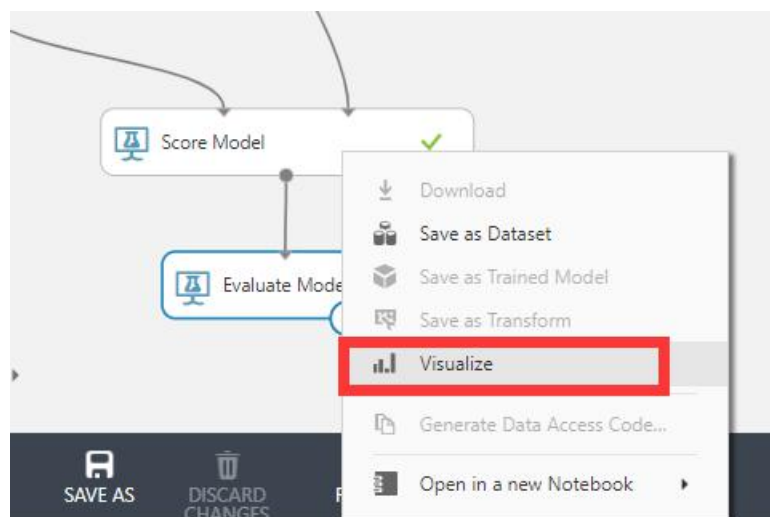 Score Model
Download
Save as Dataset
Evaluate Mode
Save as Trained Model
Save as Transform
Visualize
Generate Data Access Code...
Open in a new Notebook
SAVE AS
DISCARD
CHANGES